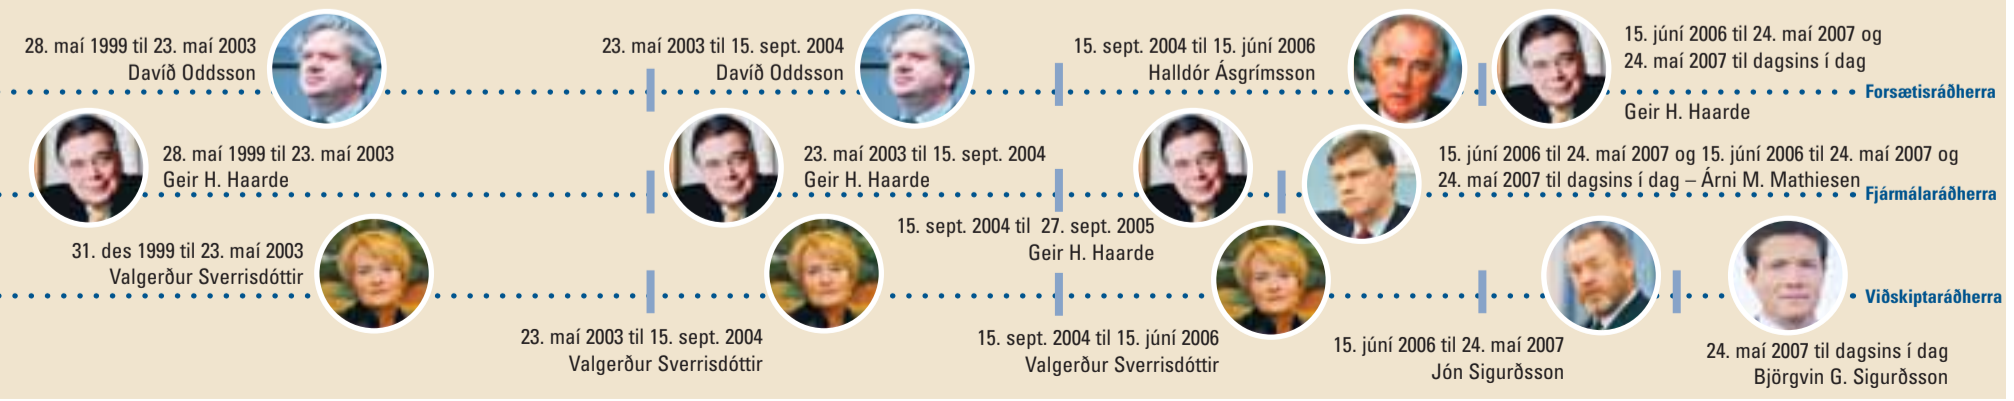 28. maí 1999 til 23. maí 2003
Davíð Oddsson
23. maí 2003 til 15. sept. 2004
Davíð Oddsson
15. sept. 2004 til 15. júní 2006
Halldór Ásgrímsson
15. júní 2006 til 24. maí 2007 og
24. maí 2007 til dagsins í dag
Geir H. Haarde
Forsætisráðherra
28. maí 1999 til 23. maí 2003
Geir H. Haarde
23. maí 2003 til 15. sept. 2004
Geir H. Haarde
15. sept. 2004 til 27. sept. 2005
Geir H. Haarde
15. júní 2006 til 24. maí 2007 og 15. júní 2006 til 24. maí 2007 og
24. maí 2007 til dagsins í dag – Árni M. Mathiesen
Fjármálaráðherra
31. des 1999 til 23. maí 2003
Valgerður Sverrisdóttir
23. maí 2003 til 15. sept. 2004
Valgerður Sverrisdóttir
15. sept. 2004 til 15. júní 2006
Valgerður Sverrisdóttir
15. júní 2006 til 24. maí 2007
Jón Sigurðsson
24. maí 2007 til dagsins í dag
Björgvin G. Sigurðsson
Viðskiptaráðherra